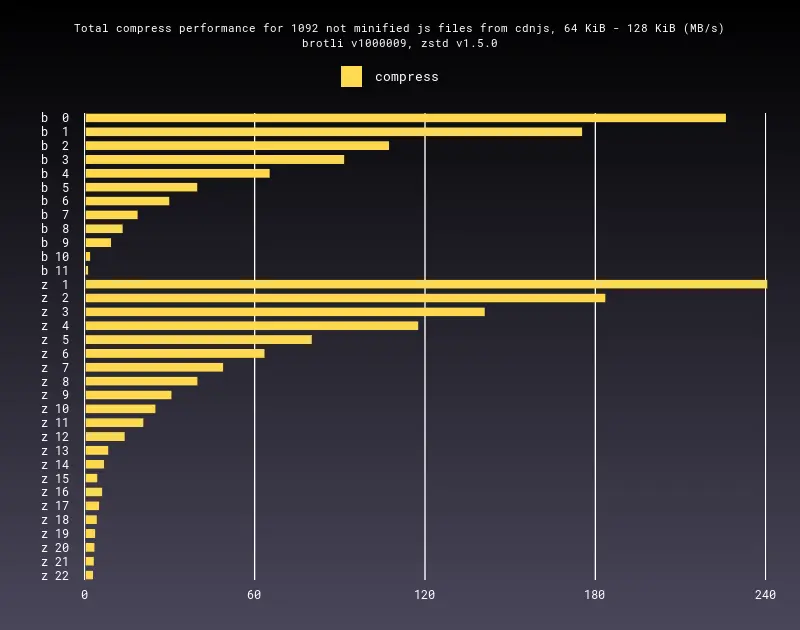 Total compress performance for 1092 not minified js files from cdnjs, 64 KiB - 128 KiB (MB/s)
brotli v1000009, zstd v1.5.0
compress
b 0
b 1
b 2
b 3
b 4
b 5
b 6
b 7
b 8
b 9
b 10
b 11
z 1
z 2
z 3
z 4
z 5
z 6
z 7
z 8
z 9
z 10
z 11
z 12
z 13
z 14
z 15
z 16
z 17
z 18
z 19
z 20
z 21
z 22
0 60 120 180 240